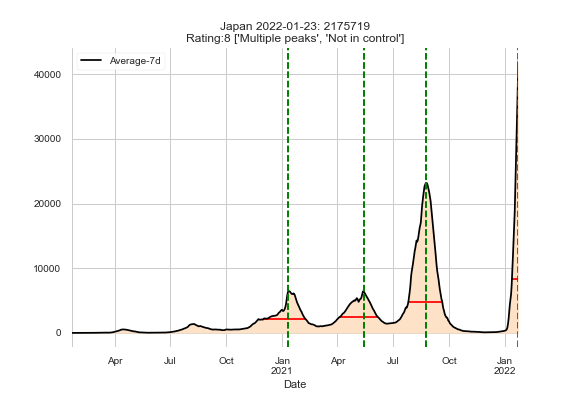 Japan 2022-01-23: 2175719
Rating:8 ['Multiple peaks', 'Not in control']
Average-7d
40000
30000
20000
10000
0
Apr Jul Oct Jan Apr Jul Oct Jan
2021 2022
Date